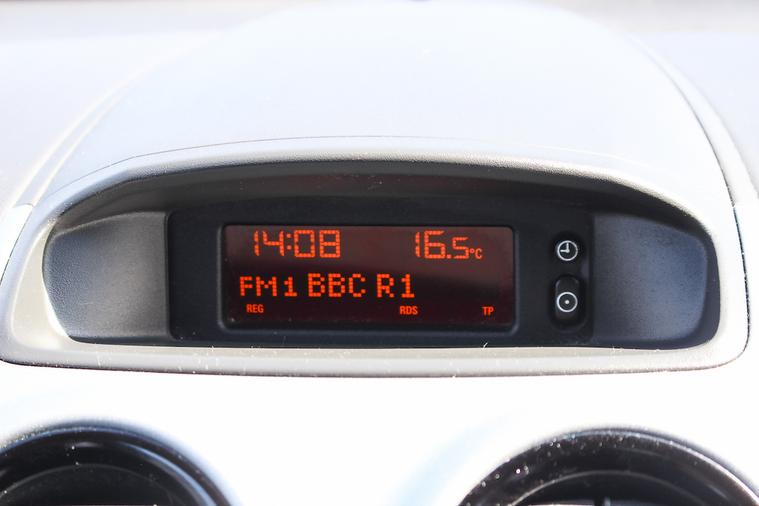 14:08 16.5°C
FM1 BBC R1
REG RDS TP